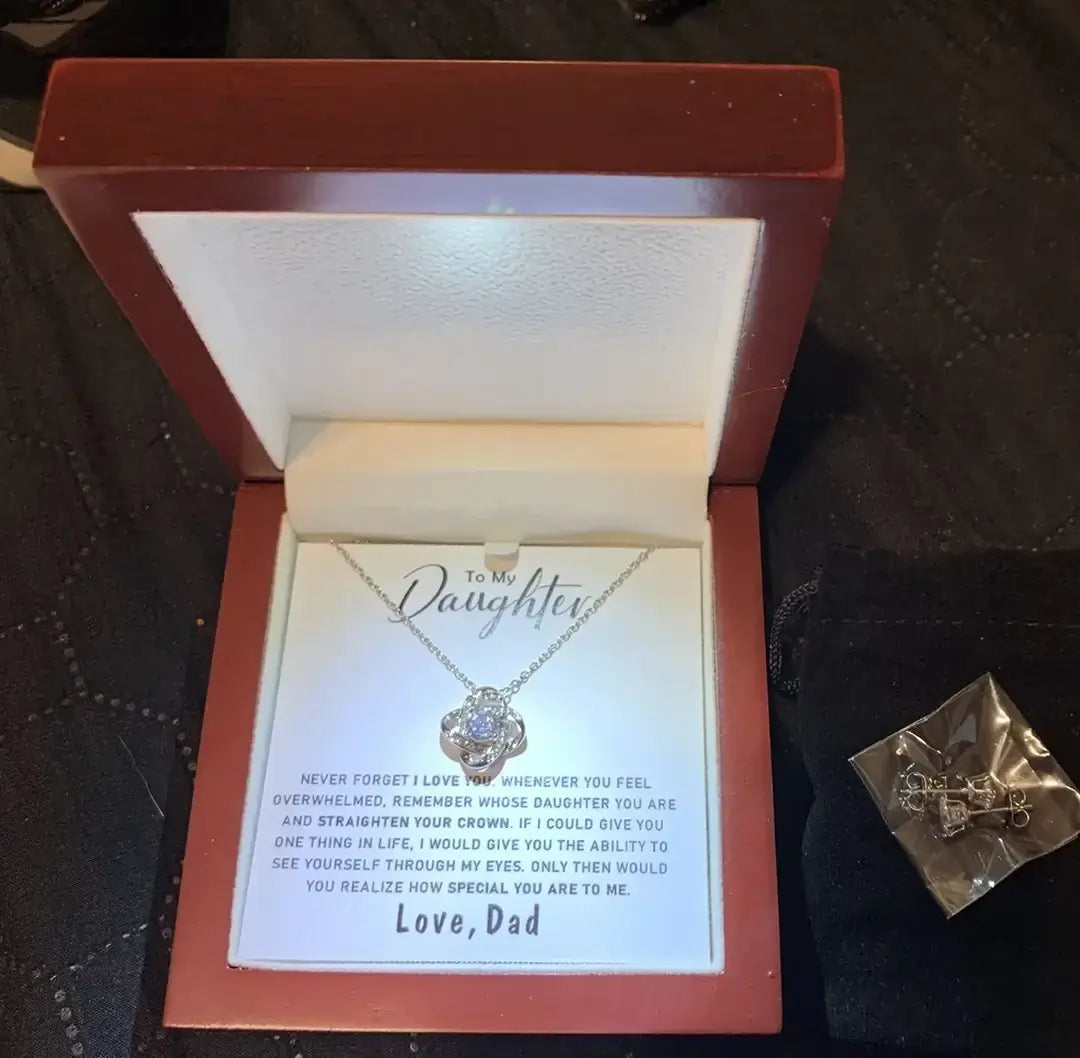 To My
Daughter
NEVER FORGET I LOVE YOU. WHENEVER YOU FEEL
OVERWHELMED, REMEMBER WHOSE DAUGHTER YOU ARE
AND STRAIGHTEN YOUR CROWN. IF I COULD GIVE YOU
ONE THING IN LIFE, I WOULD GIVE YOU THE ABILITY TO
SEE YOURSELF THROUGH MY EYES. ONLY THEN WOULD
YOU REALIZE HOW SPECIAL YOU ARE TO ME.
Love, Dad